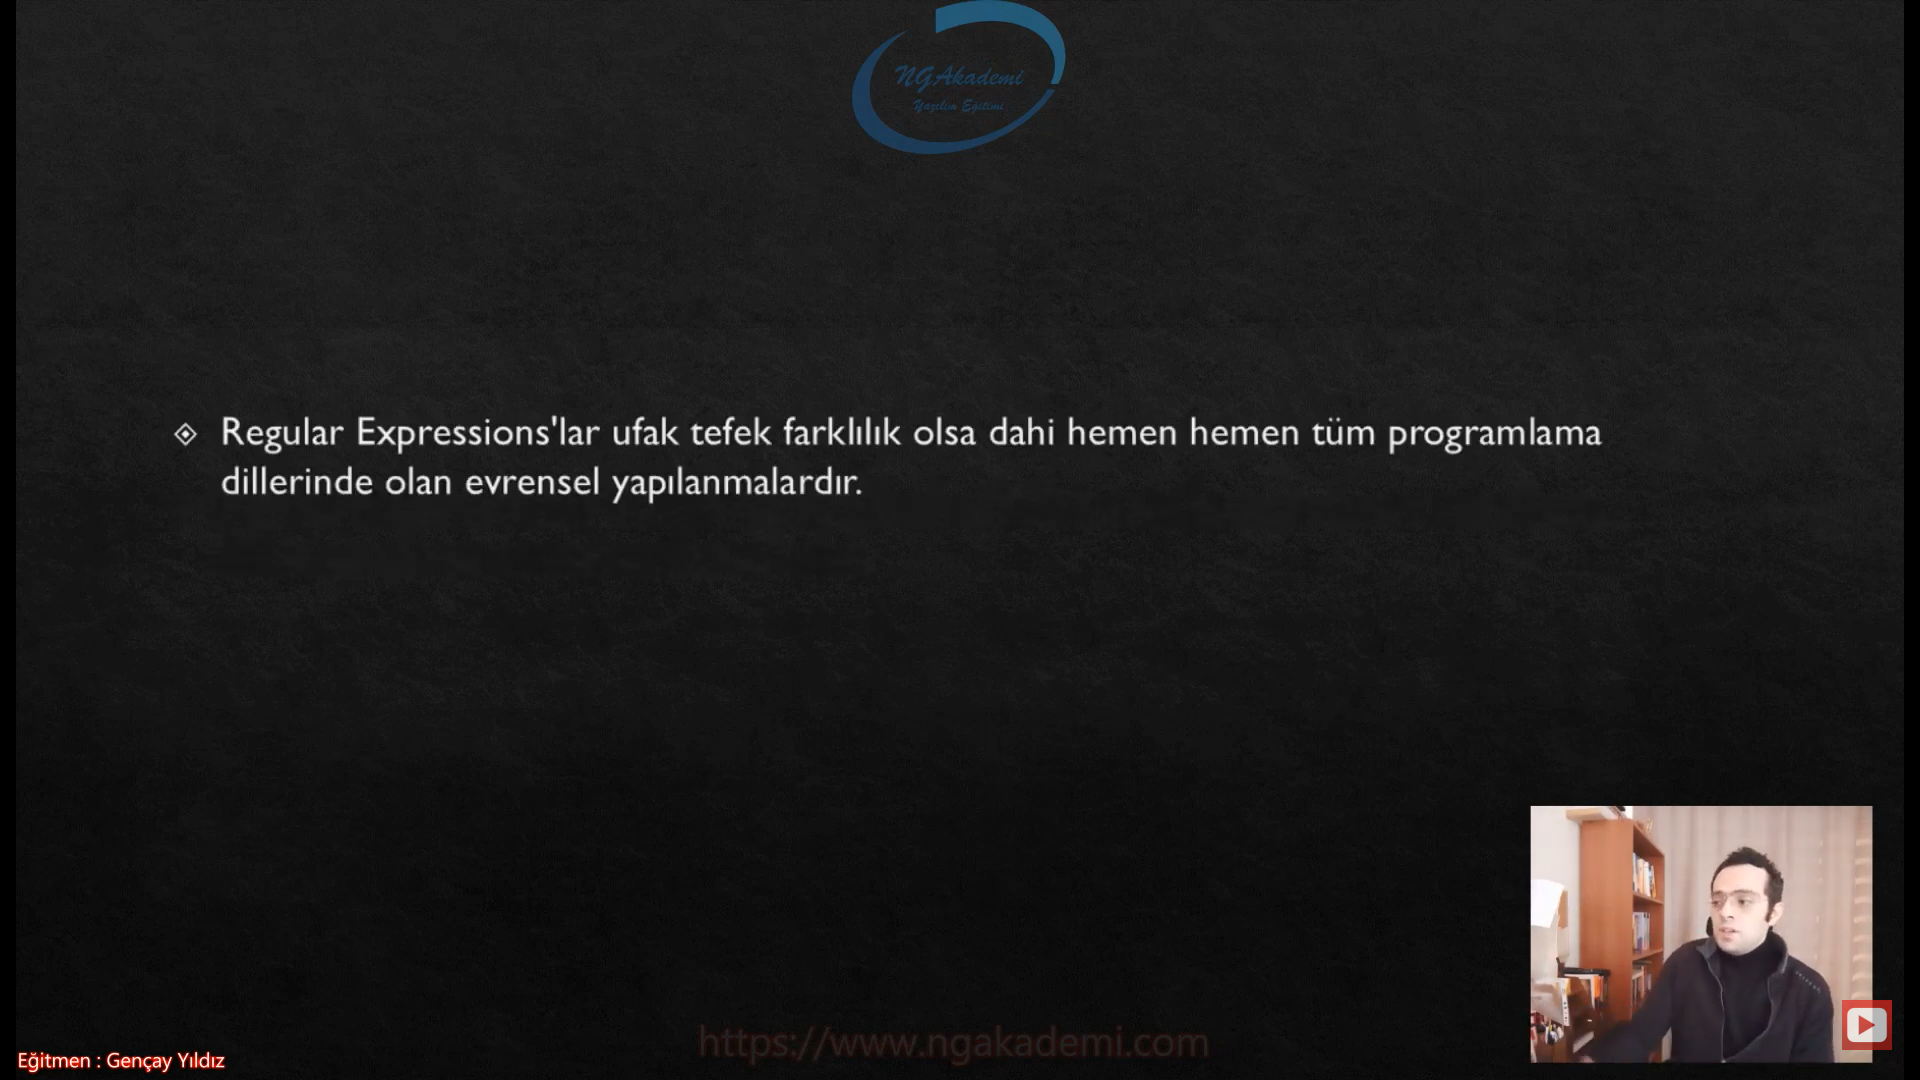 NGAkademi
Yazılım Eğitimi
Regular Expressions'lar ufak tefek farklılık olsa dahi hemen hemen tüm programlama
dillerinde olan evrensel yapılanmalardır.
https://www.ngakademi.com
Eğitmen : Gençay Yıldız